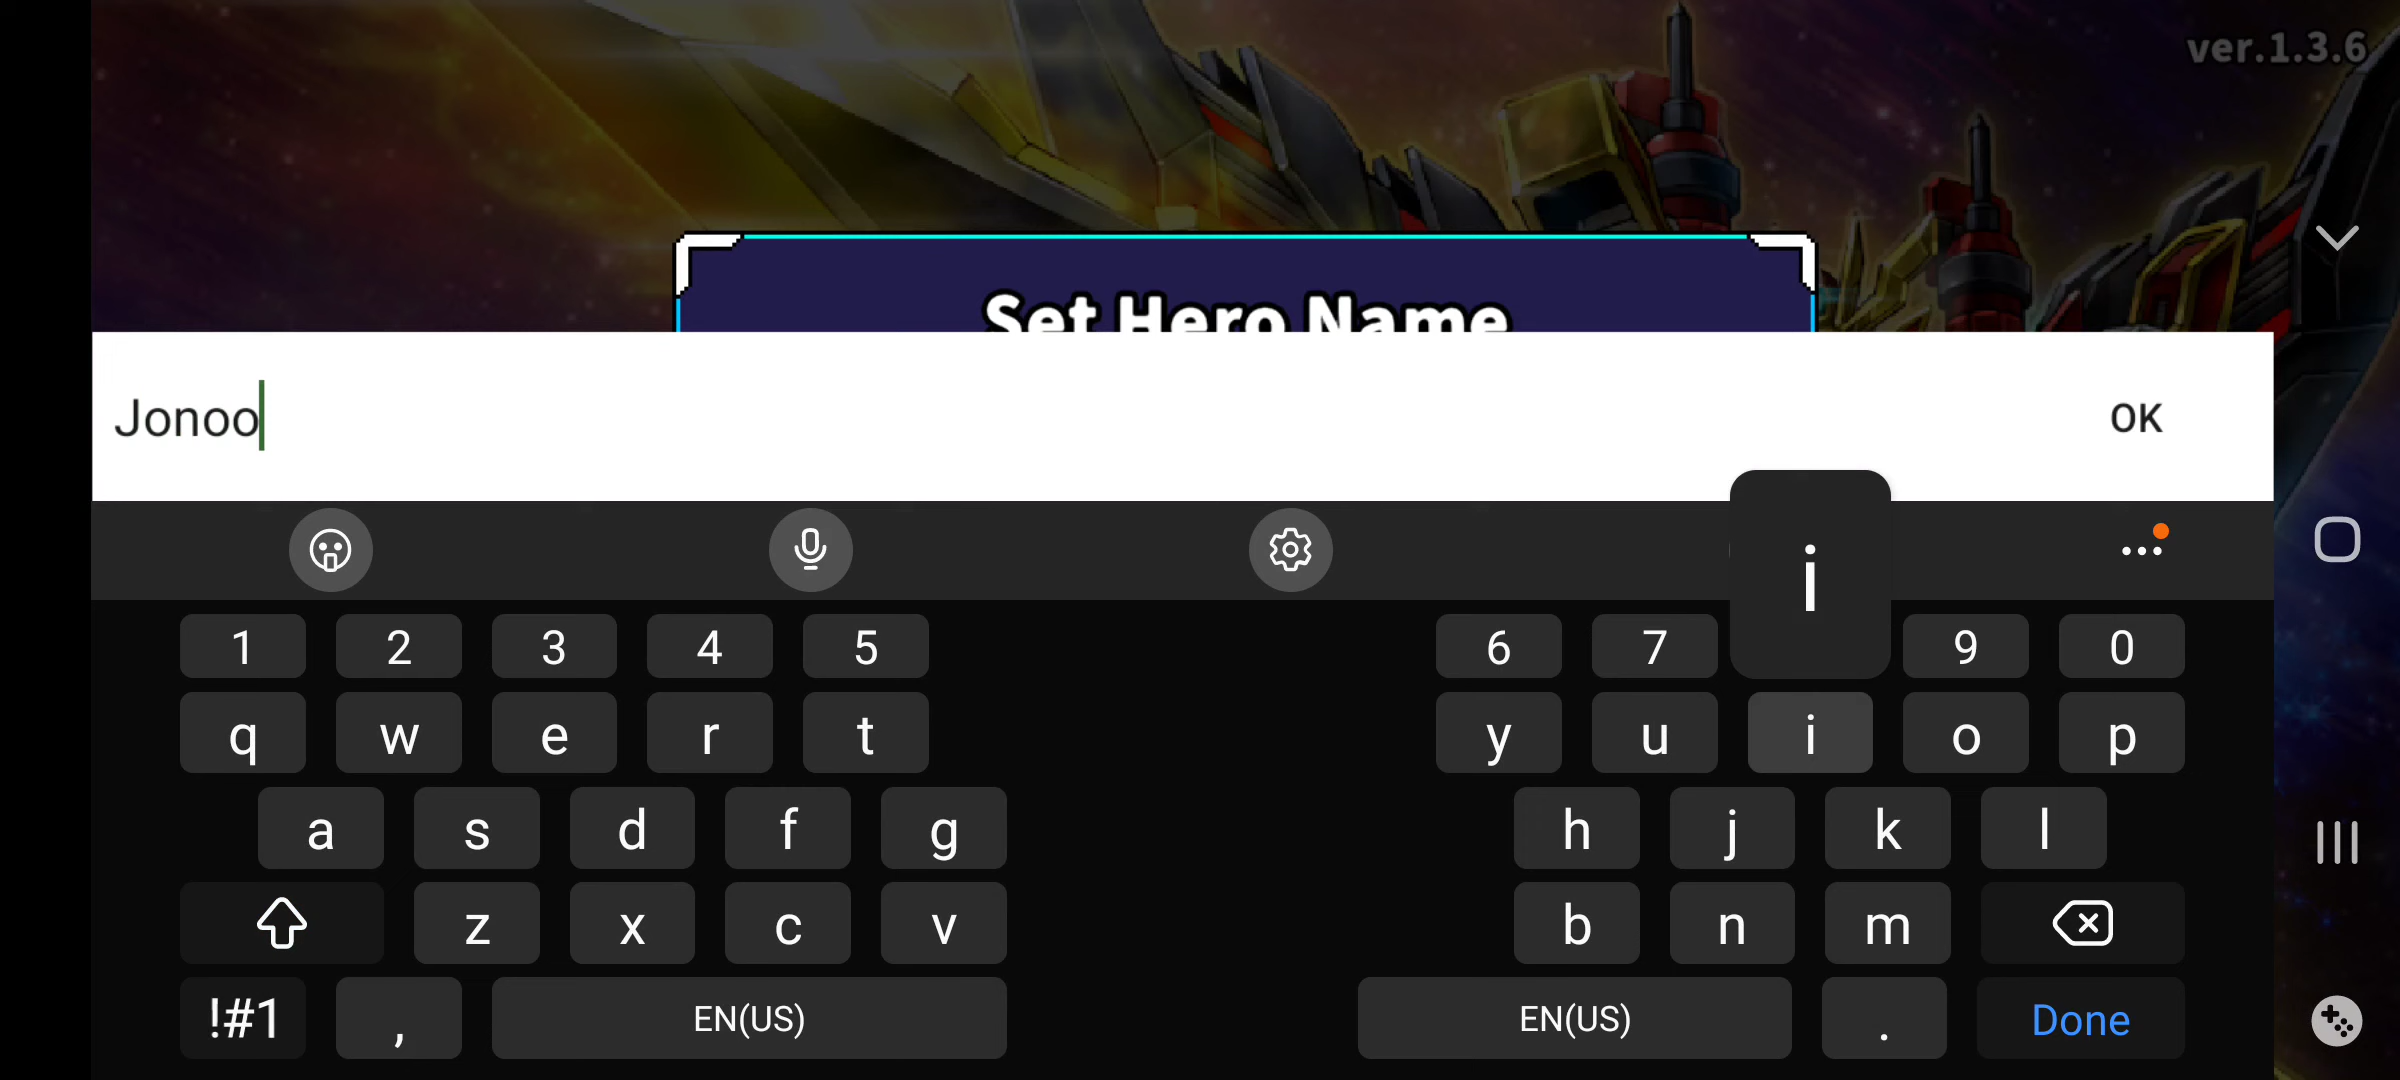 ver.1.3.6
Set Hero Name
Jonoo
OK
i
1 2 3 4 5 6 7 9 0
q w e r t y u i o p
a s d f g h j k l
z x c v b n m
!#1 , EN(US) EN(US) . Done